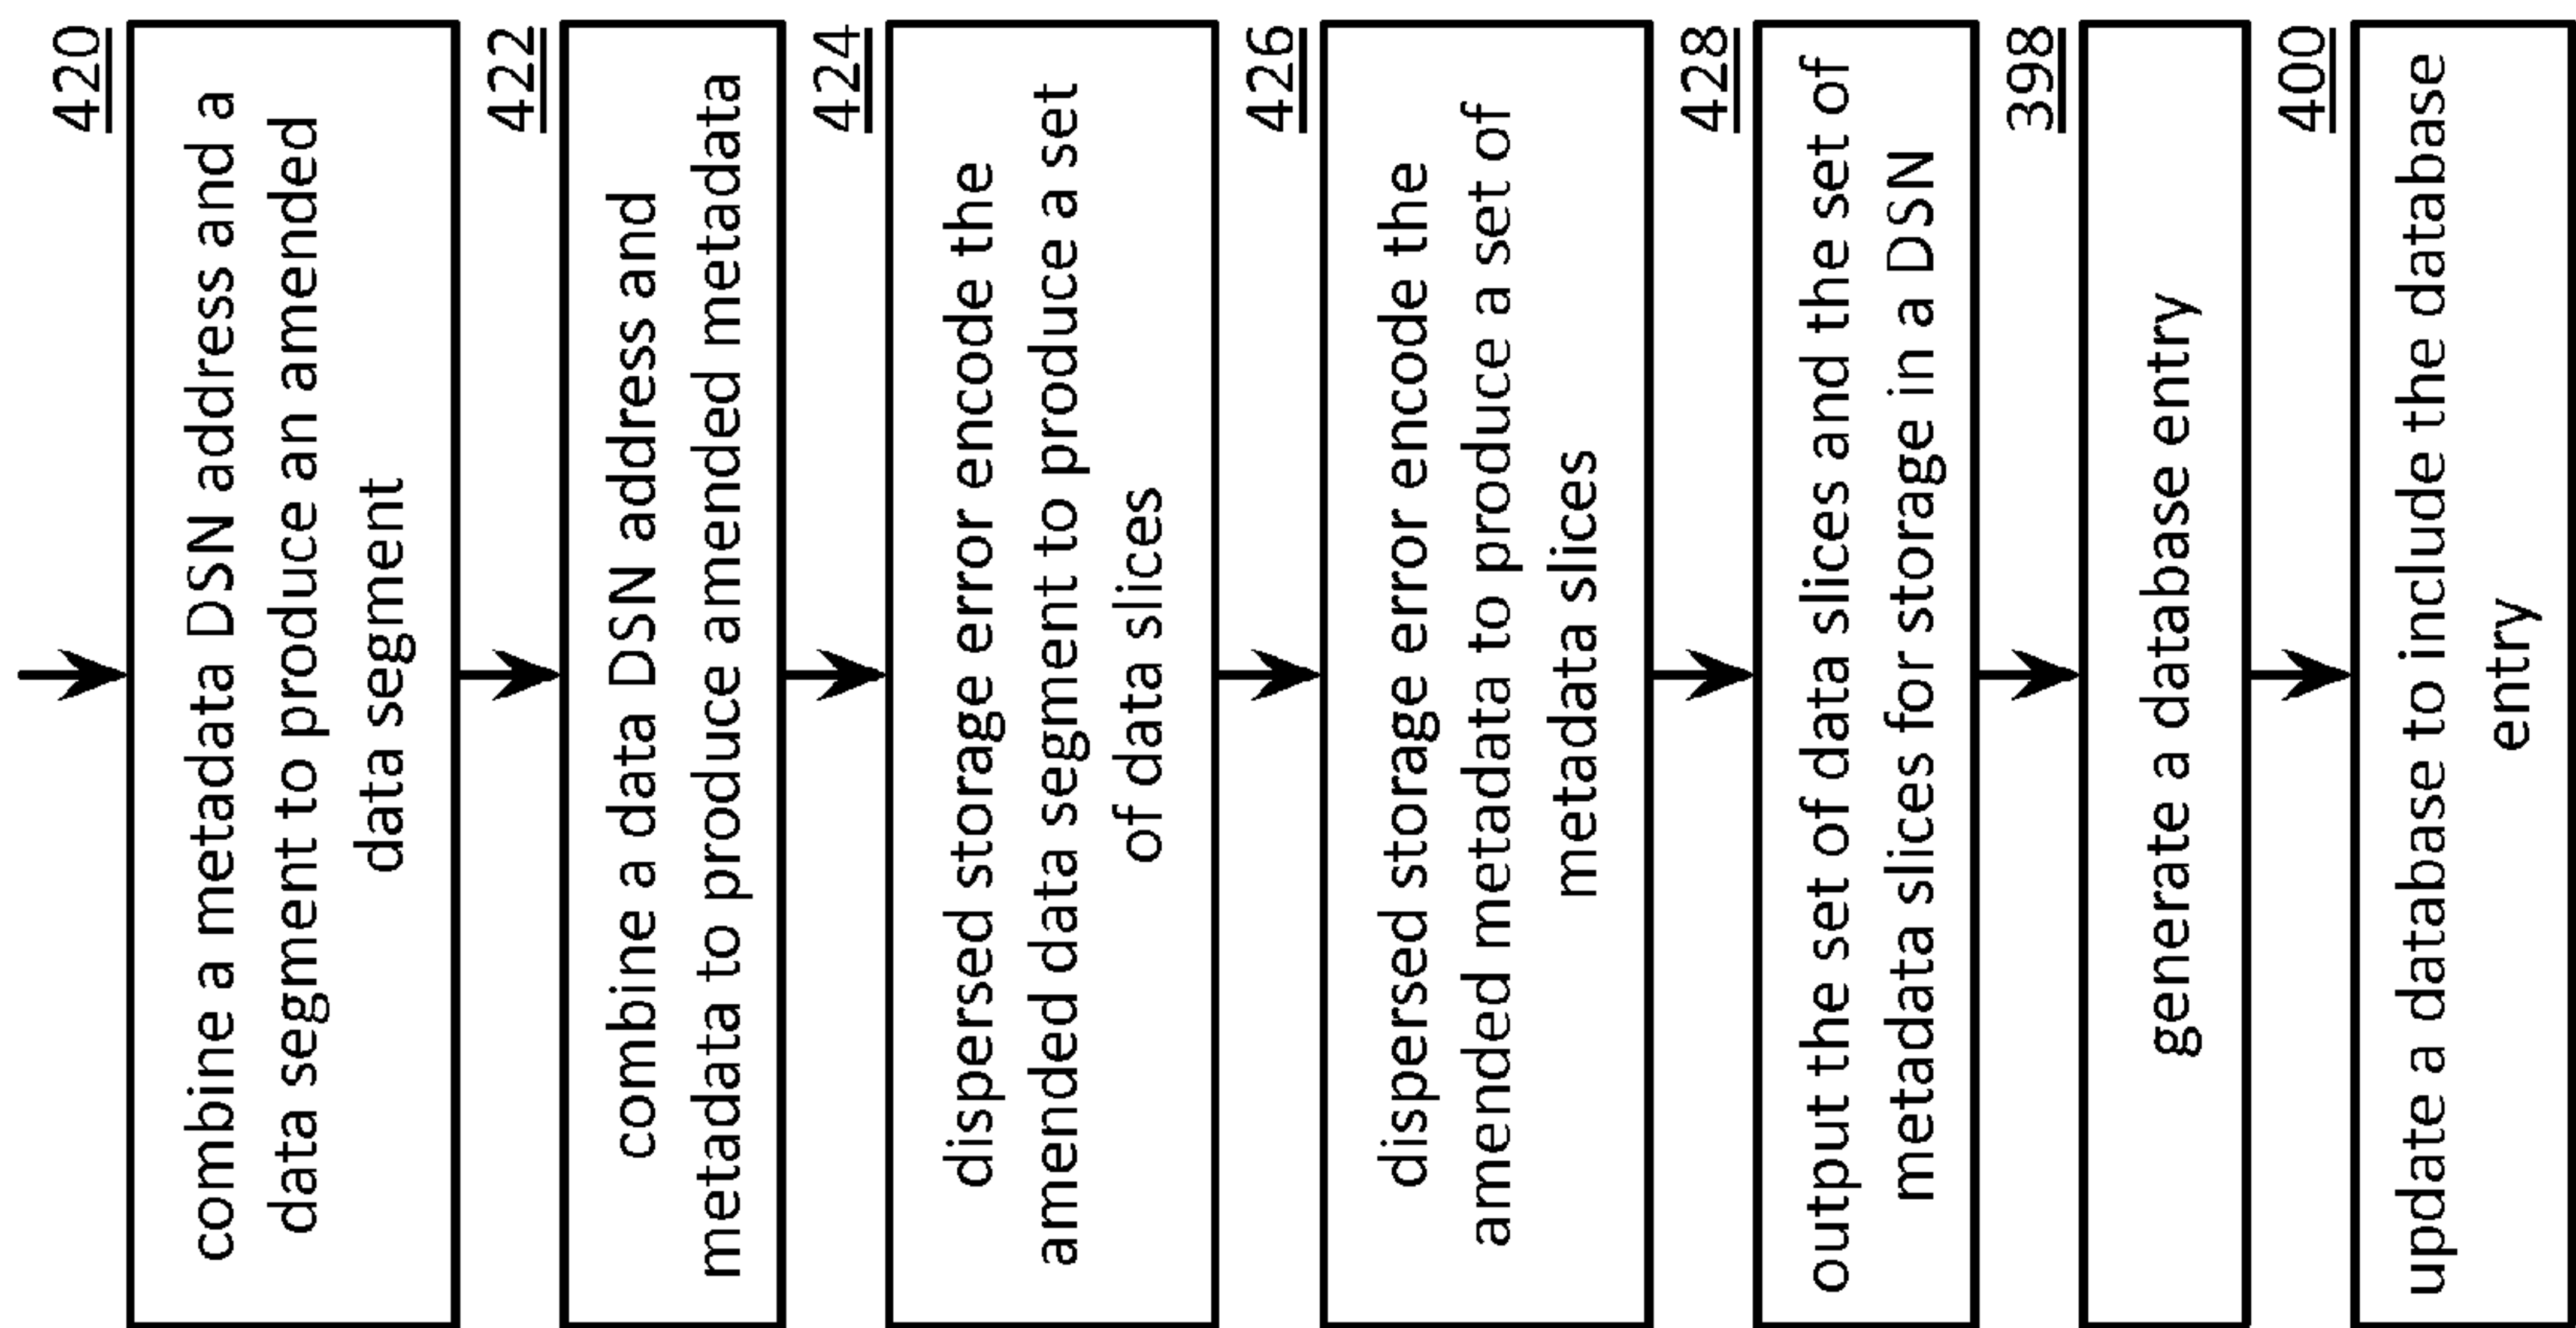 420
combine a metadata DSN address and a
data segment to produce an amended
data segment
422
combine a data DSN address and
metadata to produce amended metadata
424
dispersed storage error encode the
amended data segment to produce a set
of data slices
426
dispersed storage error encode the
amended metadata to produce a set of
metadata slices
428
output the set of data slices and the set of
metadata slices for storage in a DSN
398
generate a database entry
400
update a database to include the database
entry